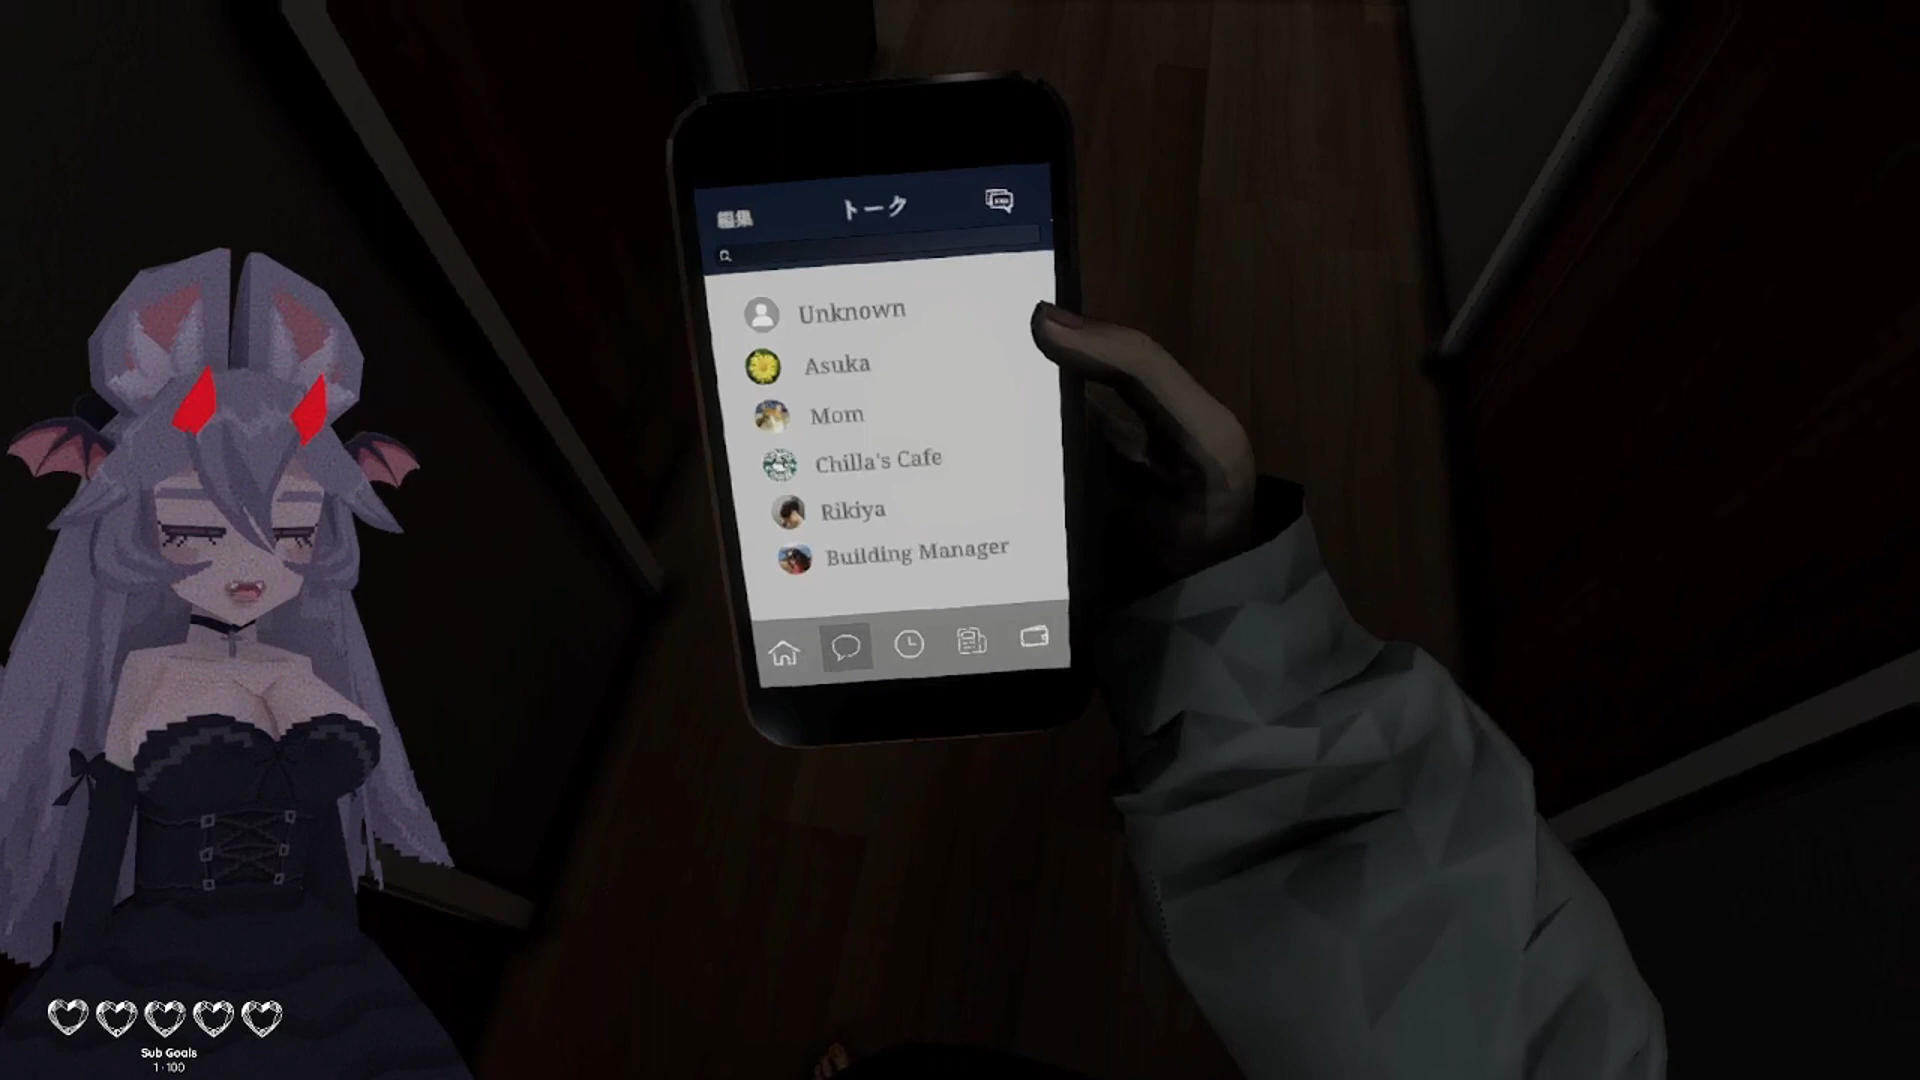 編集
トーク
Unknown
Asuka
Mom
Chilla's Cafe
Rikiya
Building Manager
Sub Goals
1 - 100